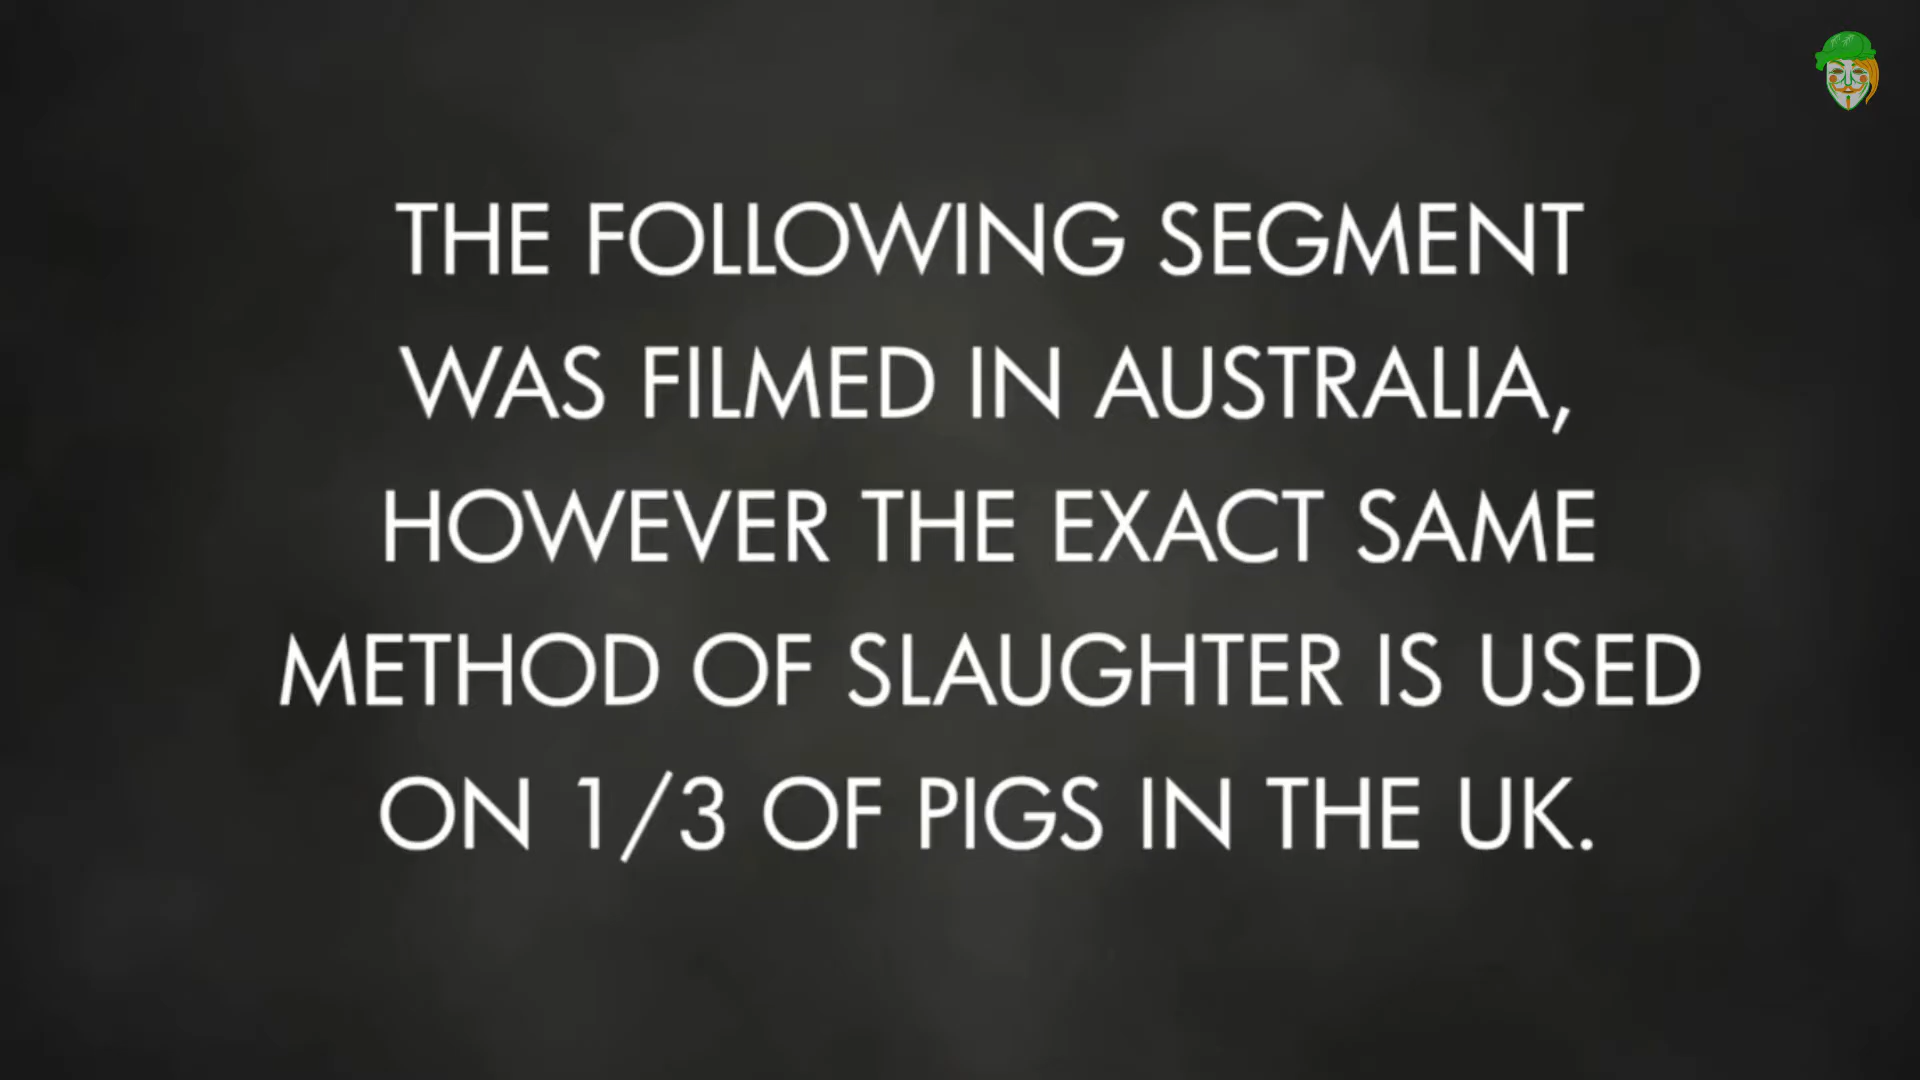 THE FOLLOWING SEGMENT
WAS FILMED IN AUSTRALIA,
HOWEVER THE EXACT SAME
METHOD OF SLAUGHTER IS USED
ON 1/3 OF PIGS IN THE UK.